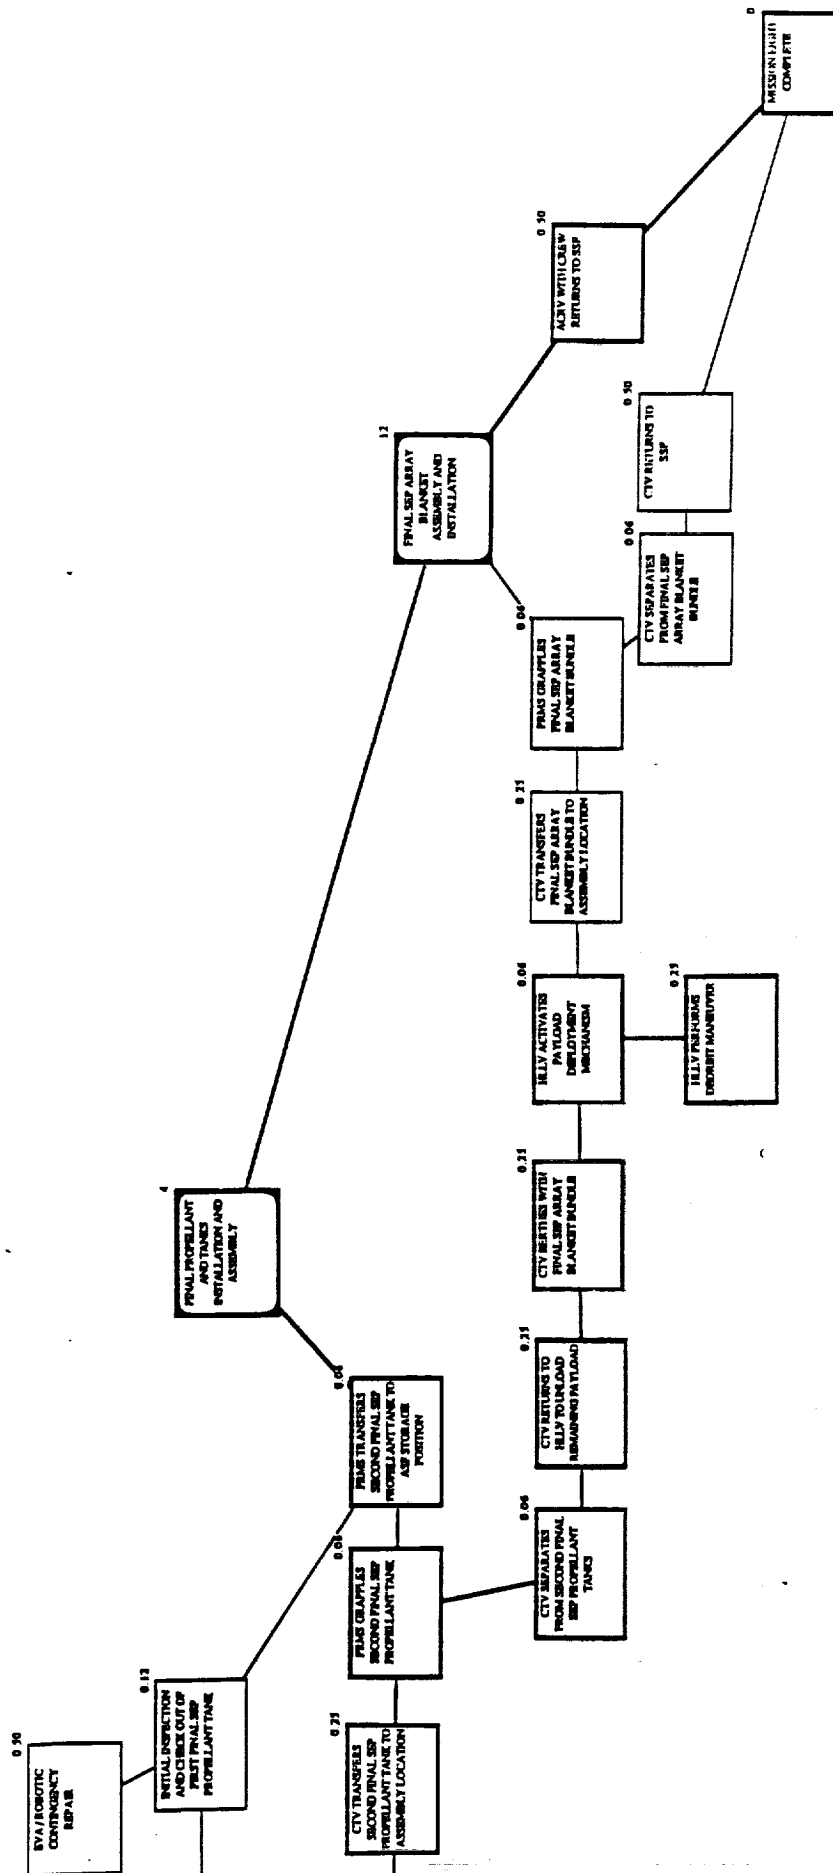 0.50
EVA / ROBOTIC
CONTINGENCY
REPAIR
0.13
INITIAL INSPECTION
AND CHECK OUT OF
FIRST FINAL SEP
PROPELLANT TANK
0.25
CTV TRANSFERS
SECOND FINAL SEP
PROPELLANT TANK TO
ASSEMBLY LOCATION
0.06
PRMS GRAPPLES
SECOND FINAL SEP
PROPELLANT TANK
0.06
PRMS TRANSFERS
SECOND FINAL SEP
PROPELLANT TANK TO
ASF STORAGE
POSITION
4
FINAL PROPELLANT
AND TANKS
INSTALLATION AND
ASSEMBLY
0.06
CTV SEPARATES
FROM SECOND FINAL
SEP PROPELLANT
TANKS
0.25
CTV RETURNS TO
HLLV TO UNLOAD
REMAINING PAYLOAD
0.25
CTV BERTHES WITH
FINAL SEP ARRAY
BLANKET BUNDLE
0.06
HLLV ACTIVATES
PAYLOAD
DEPLOYMENT
MECHANISM
0.25
HLLV PERFORMS
DEORBIT MANEUVER
0.25
CTV TRANSFERS
FINAL SEP ARRAY
BLANKET BUNDLE TO
ASSEMBLY LOCATION
0.06
PRMS GRAPPLES
FINAL SEP ARRAY
BLANKET BUNDLE
12
FINAL SEP ARRAY
BLANKET
ASSEMBLY AND
INSTALLATION
0.06
CTV SEPARATES
FROM FINAL SEP
ARRAY BLANKET
BUNDLE
0.50
CTV RETURNS TO
SSF
0.50
ACRV WITH CREW
RETURNS TO SSF
0
MISSION EIGHT
COMPLETE